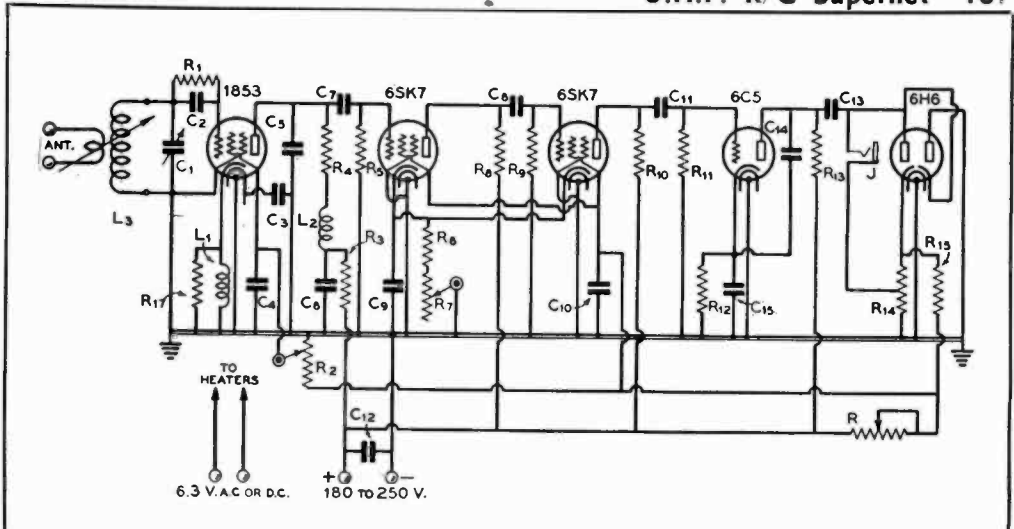 R/C Superhet
R₁
1853
C₂
ANT.
C₁
L₃
C₅
C₃
C₇
6SK7
C₈
6SK7
C₁₁
6C5
C₁₄
C₁₃
6H6
R₄
R₅
R₈
R₉
R₁₀
R₁₁
R₁₃
J
L₂
R₃
R₆
R₇
L₁
R₁₇
C₄
C₆
C₉
C₁₀
R₁₂
C₁₅
R₁₄
R₁₅
R₂
TO
HEATERS
C₁₂
R
+ −
6.3 V. A.C OR D.C.
180 TO 250 V.